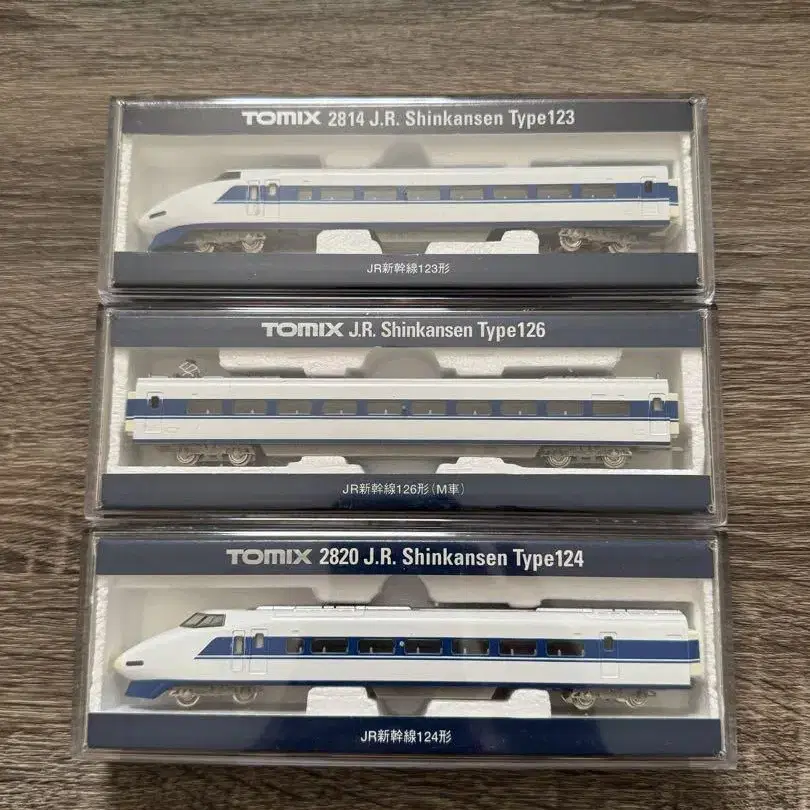 TOMIX 2814 J.R. Shinkansen Type123
JR新幹線123形
TOMIX J.R. Shinkansen Type126
JR新幹線126形(M車)
TOMIX 2820 J.R. Shinkansen Type124
JR新幹線124形